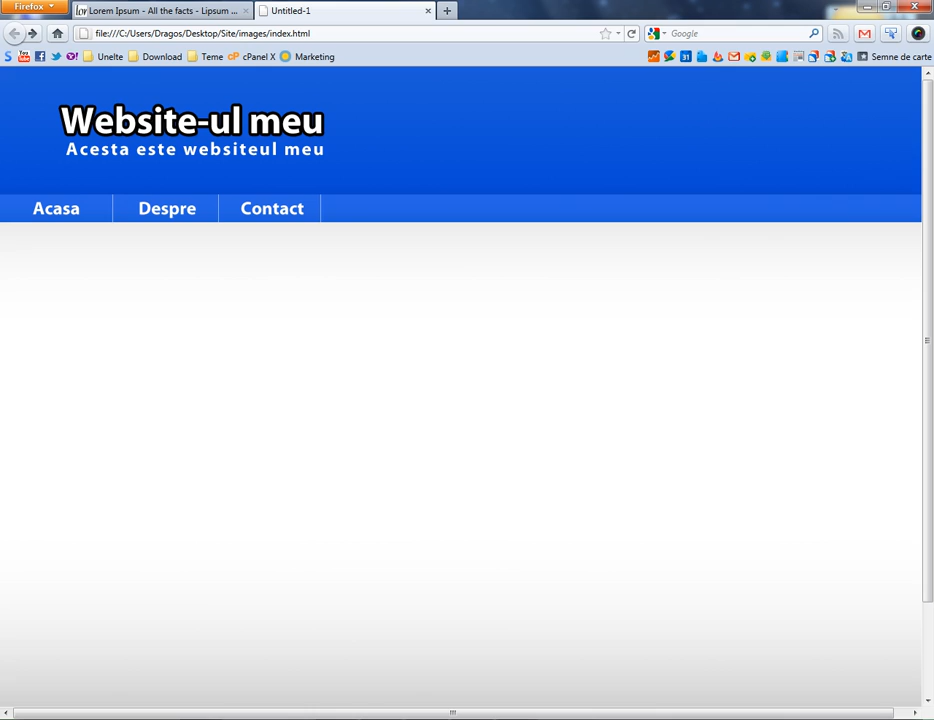 Firefox
Lorem Ipsum - All the facts - Lipsum ...
Untitled-1
file:///C:/Users/Dragos/Desktop/Site/images/index.html
Google
Unelte
Download
Teme
cPanel X
Marketing
Semne de carte
Website-ul meu
Acesta este websiteul meu
Acasa
Despre
Contact